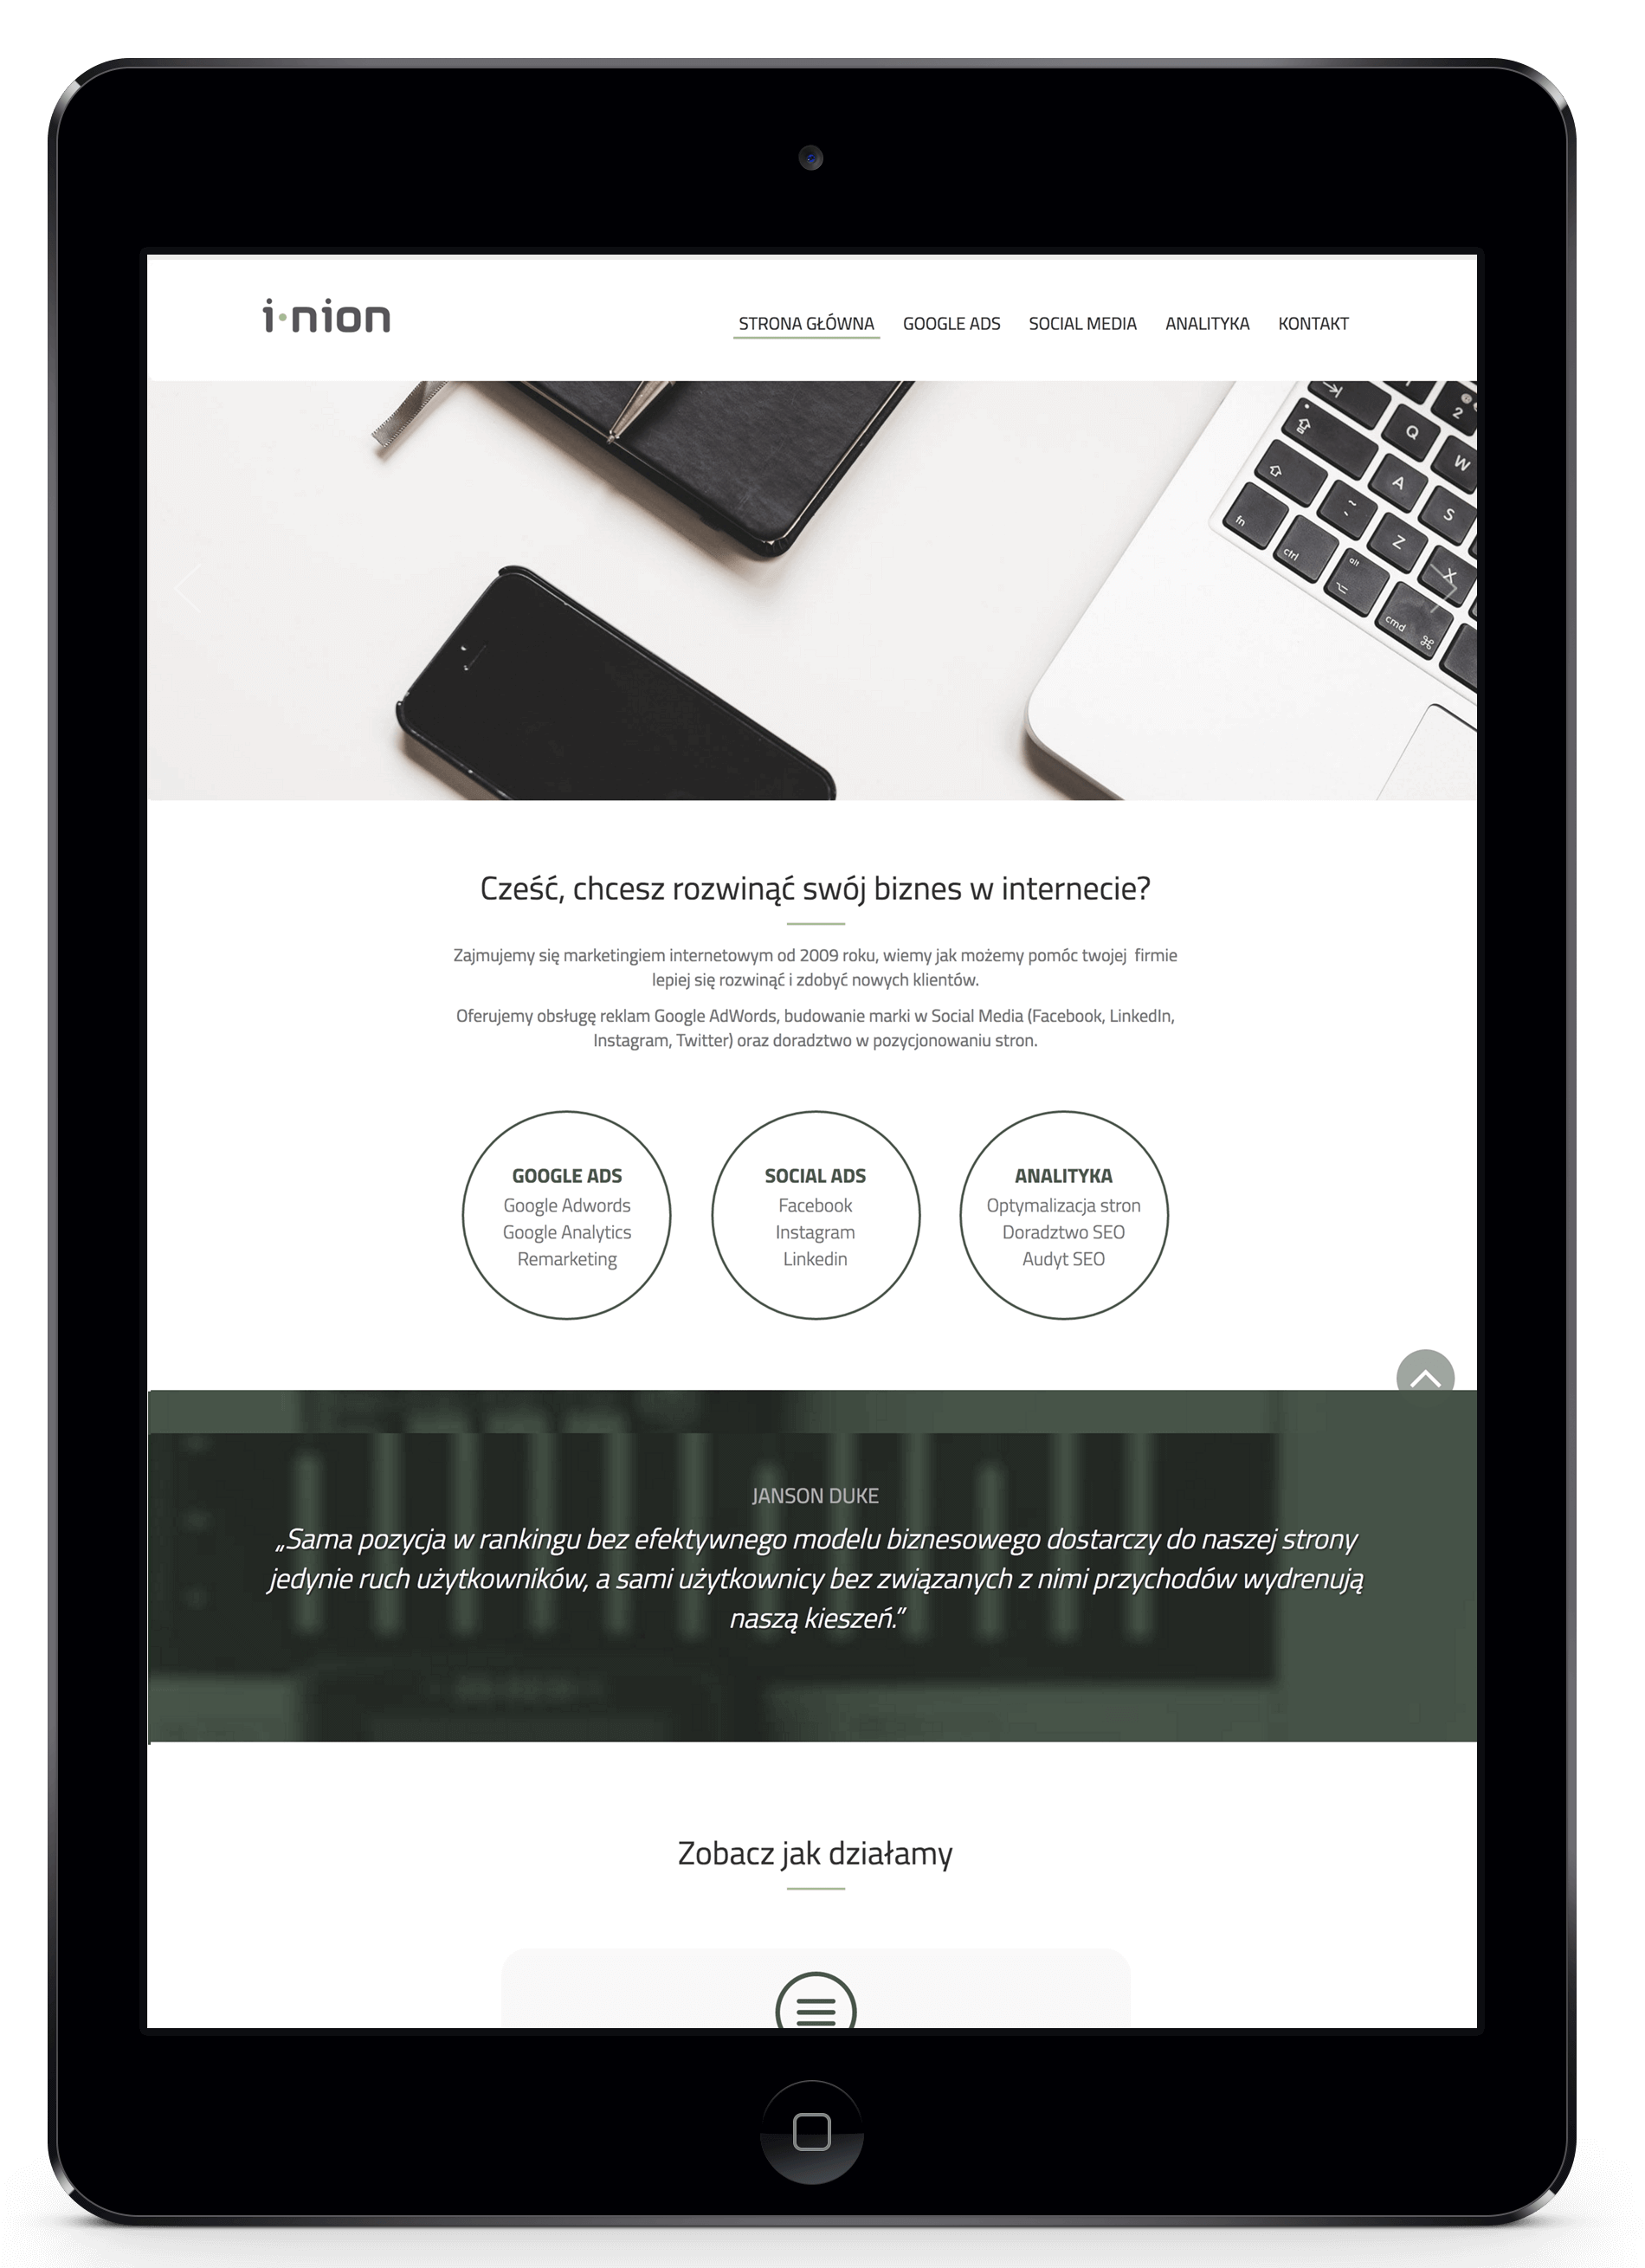 i·nion
STRONA GŁÓWNA GOOGLE ADS SOCIAL MEDIA ANALITYKA KONTAKT
2
Q
W
A
S
fn
Z
ctrl
X
alt
cmd ⌘
Cześć, chcesz rozwinąć swój biznes w internecie?
Zajmujemy się marketingiem internetowym od 2009 roku, wiemy jak możemy pomóc twojej firmie
lepiej się rozwinąć i zdobyć nowych klientów.
Oferujemy obsługę reklam Google AdWords, budowanie marki w Social Media (Facebook, LinkedIn,
Instagram, Twitter) oraz doradztwo w pozycjonowaniu stron.
GOOGLE ADS
Google Adwords
Google Analytics
Remarketing
SOCIAL ADS
Facebook
Instagram
Linkedin
ANALITYKA
Optymalizacja stron
Doradztwo SEO
Audyt SEO
JANSON DUKE
„Sama pozycja w rankingu bez efektywnego modelu biznesowego dostarczy do naszej strony
jedynie ruch użytkowników, a sami użytkownicy bez związanych z nimi przychodów wydrenują
naszą kieszeń.”
Zobacz jak działamy